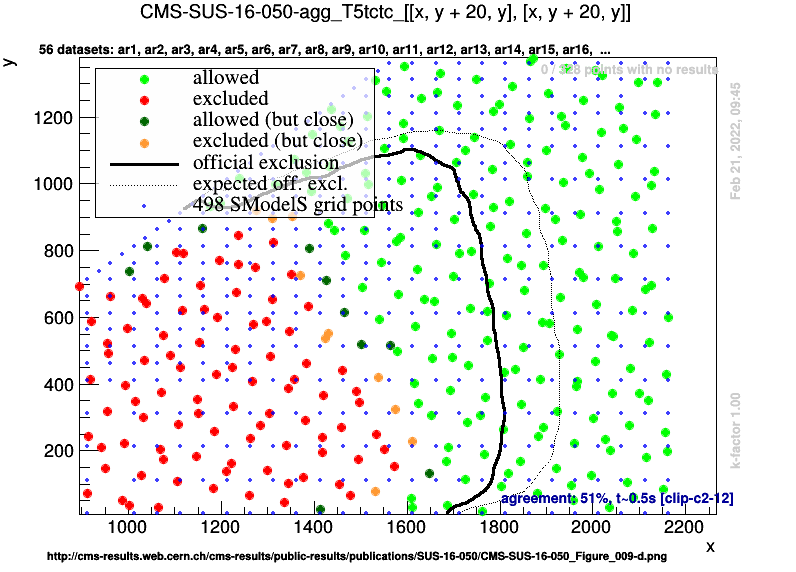 CMS-SUS-16-050-agg_T5tctc_[[x, y + 20, y], [x, y + 20, y]]
y
56 datasets: ar1, ar2, ar3, ar4, ar5, ar6, ar7, ar8, ar9, ar10, ar11, ar12, ar13, ar14, ar15, ar16, ...
0 / 328 points with no results
allowed
excluded
allowed (but close)
excluded (but close)
official exclusion
expected off. excl.
498 SModelS grid points
Feb 21, 2022, 09:45
1200
1000
800
600
400
200
k-factor 1.00
agreement: 51%, t~0.5s [clip-c2-12]
1000 1200 1400 1600 1800 2000 2200
x
http://cms-results.web.cern.ch/cms-results/public-results/publications/SUS-16-050/CMS-SUS-16-050_Figure_009-d.png